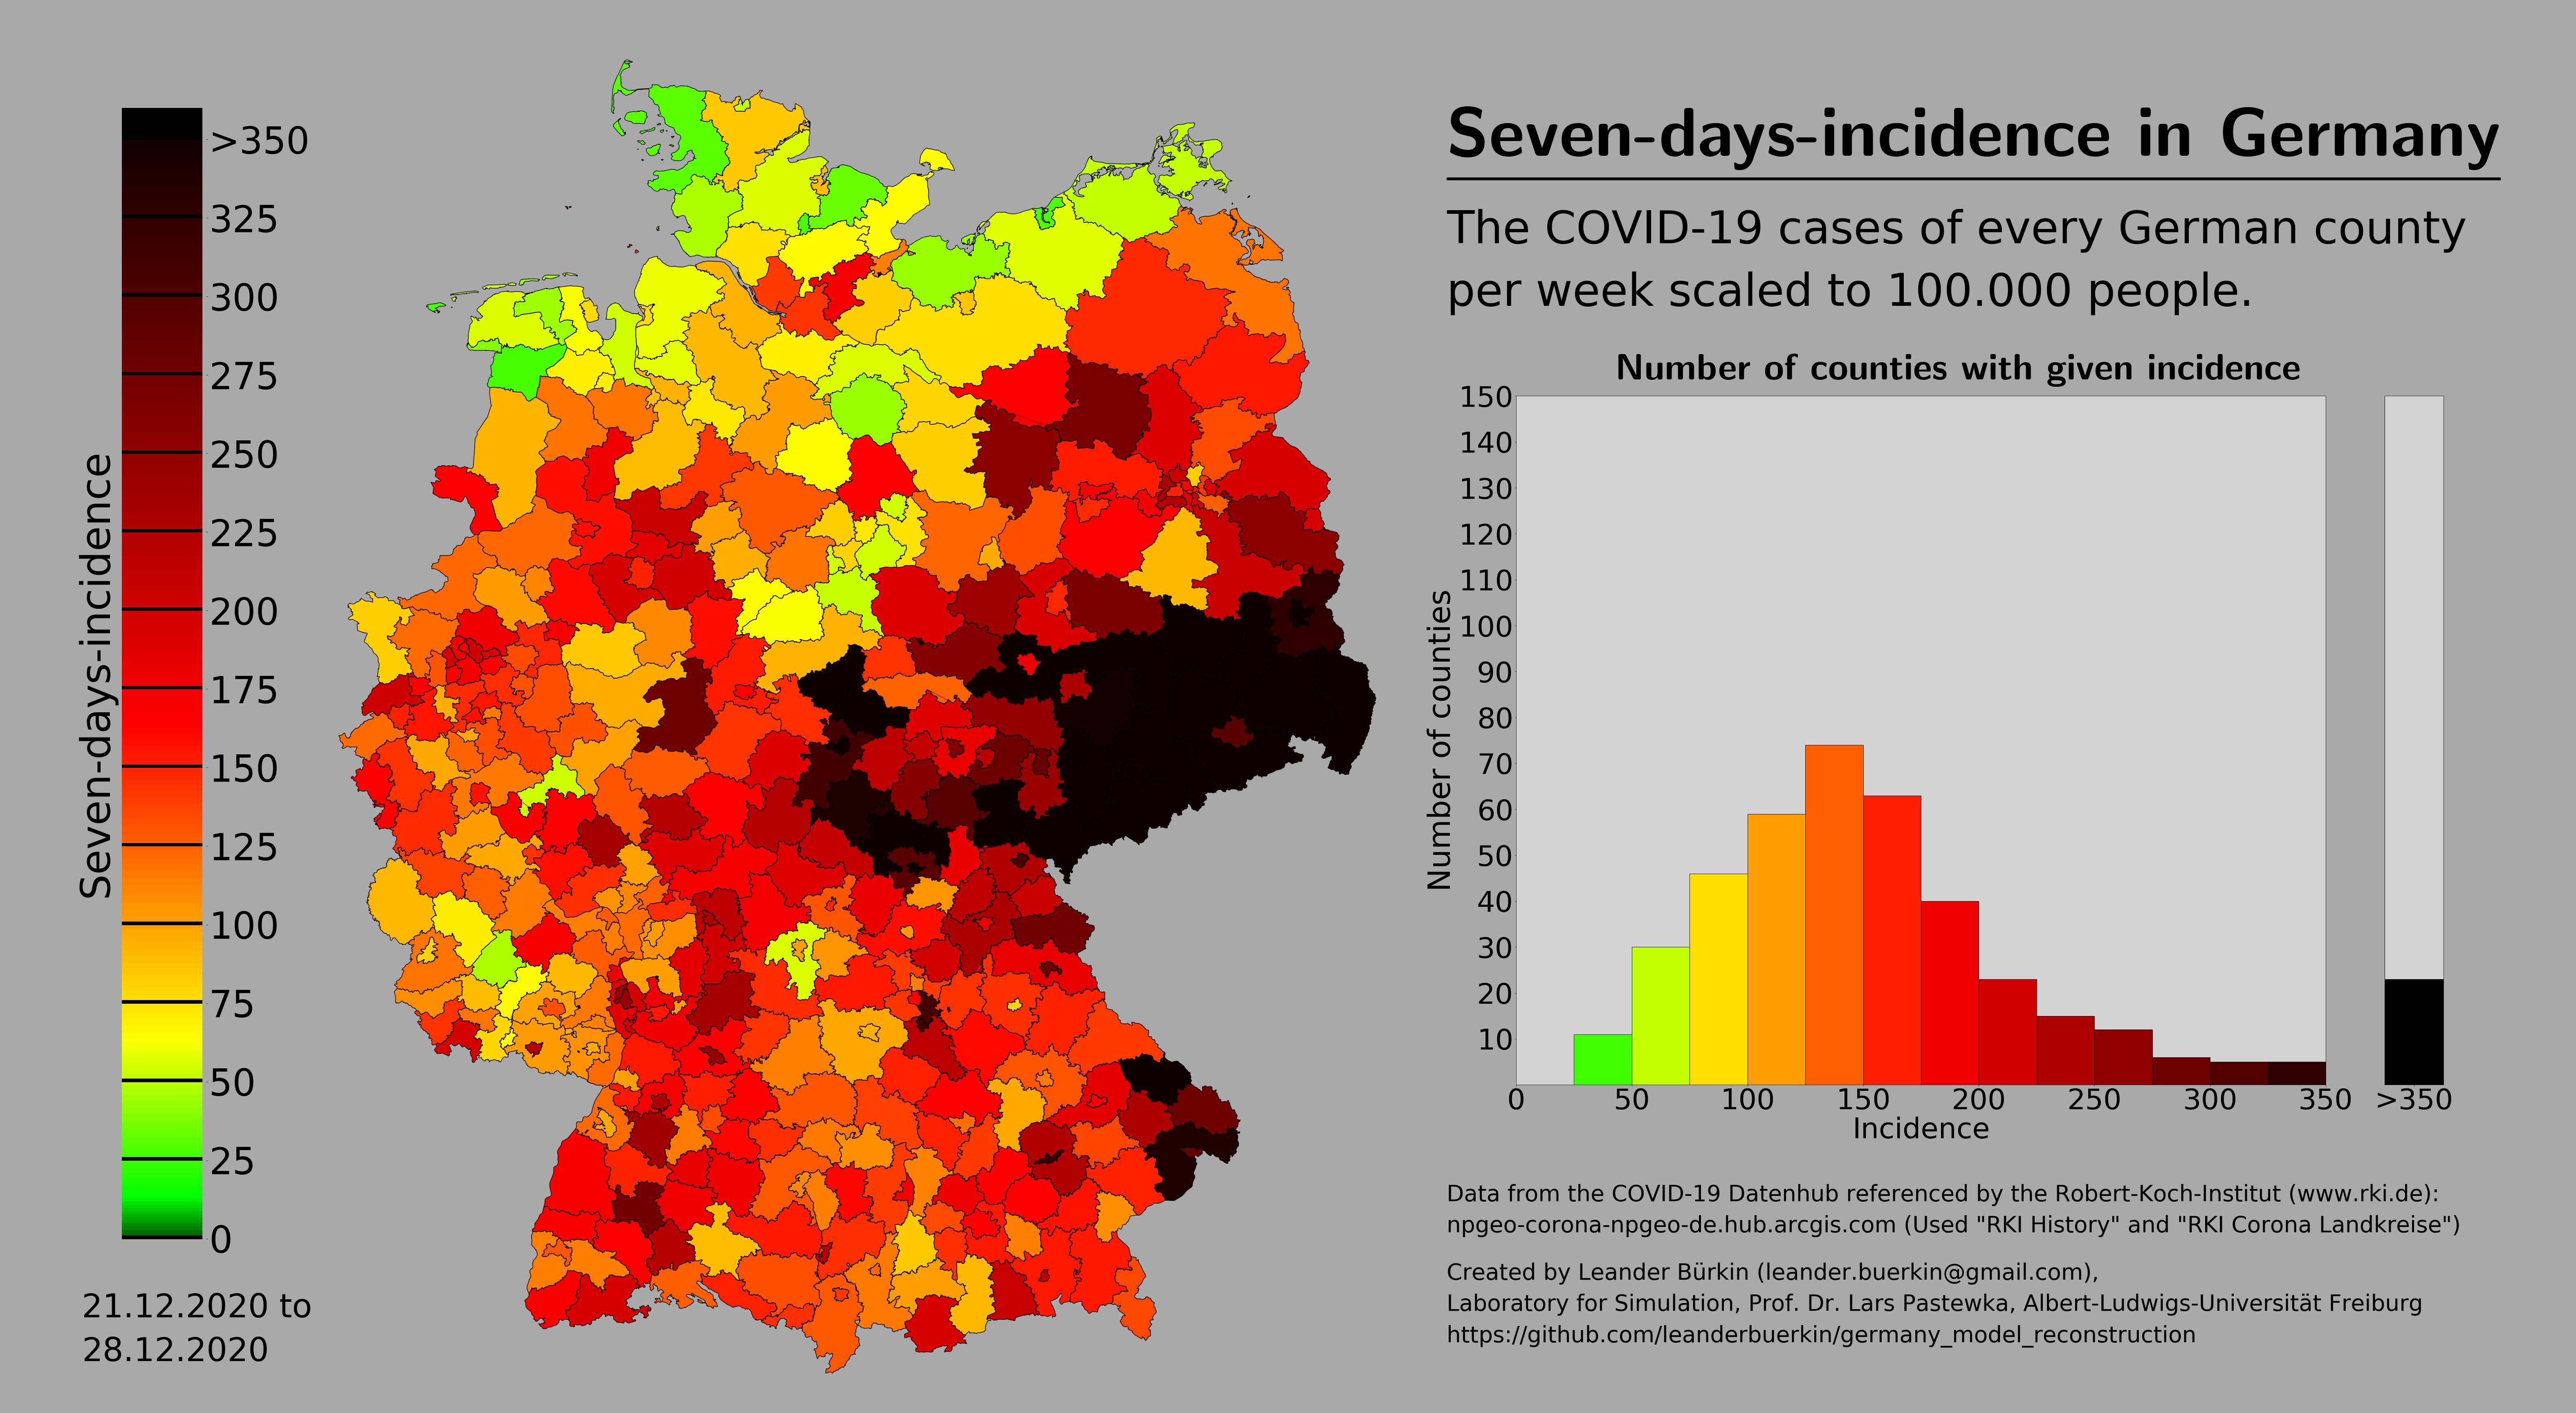 Seven-days-incidence in Germany
The COVID-19 cases of every German county
per week scaled to 100.000 people.
Seven-days-incidence
>350
325
300
275
250
225
200
175
150
125
100
75
50
25
0
21.12.2020 to
28.12.2020
Number of counties with given incidence
Number of counties
150
140
130
120
110
100
90
80
70
60
50
40
30
20
10
0 50 100 150 200 250 300 350 >350
Incidence
Data from the COVID-19 Datenhub referenced by the Robert-Koch-Institut (www.rki.de):
npgeo-corona-npgeo-de.hub.arcgis.com (Used "RKI History" and "RKI Corona Landkreise")
Created by Leander Bürkin (leander.buerkin@gmail.com),
Laboratory for Simulation, Prof. Dr. Lars Pastewka, Albert-Ludwigs-Universität Freiburg
https://github.com/leanderbuerkin/germany_model_reconstruction